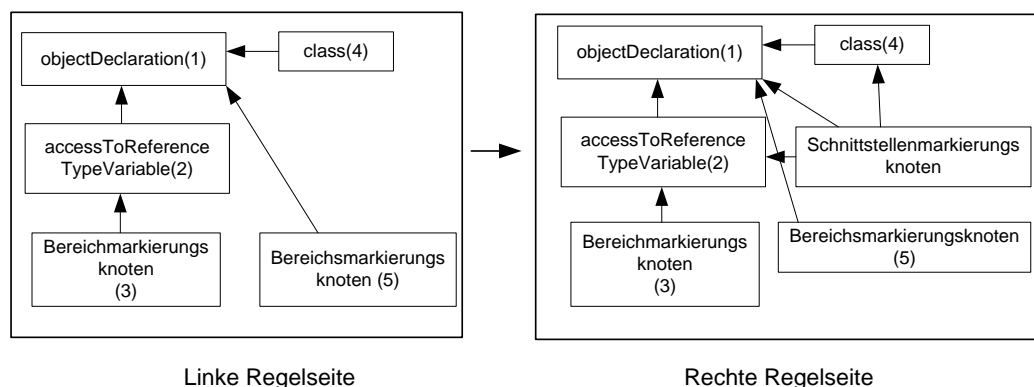 objectDeclaration(1)
class(4)
accessToReference
TypeVariable(2)
Bereichmarkierungs
knoten
(3)
Bereichsmarkierungs
knoten (5)
Linke Regelseite
objectDeclaration(1)
class(4)
accessToReference
TypeVariable(2)
Schnittstellenmarkierungs
knoten
Bereichmarkierungs
knoten
(3)
Bereichsmarkierungsknoten
(5)
Rechte Regelseite